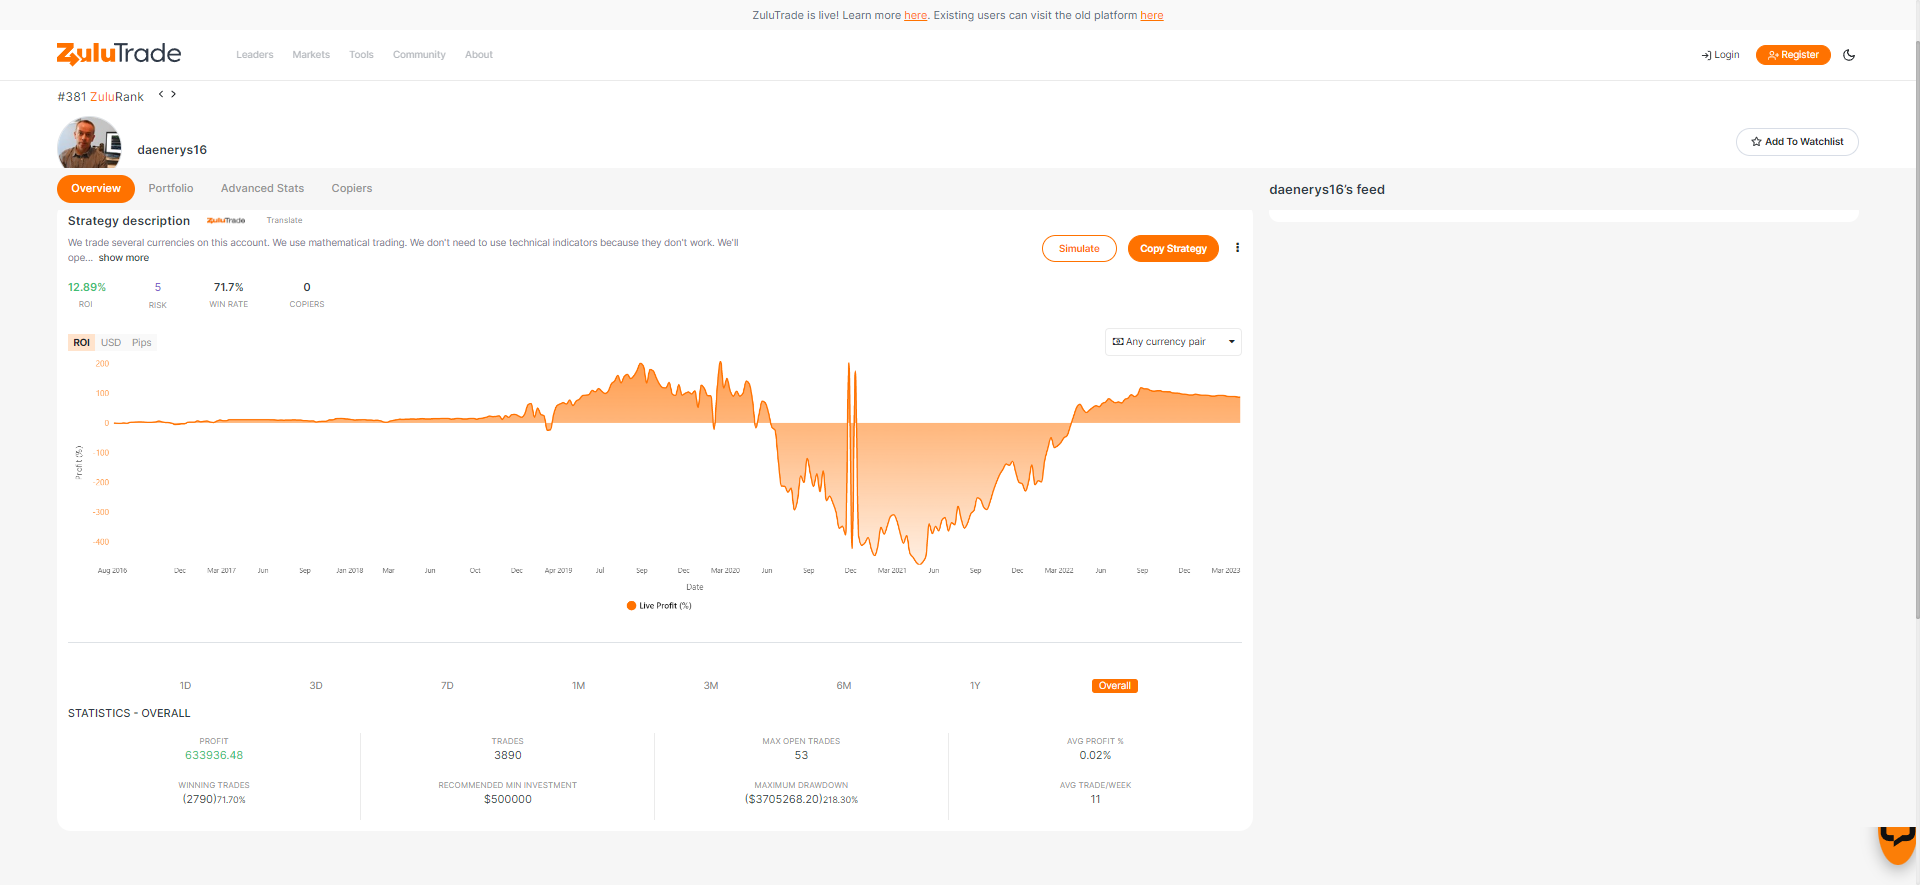 ZuluTrade is live! Learn more here. Existing users can visit the old platform here
ZuluTrade
Leaders Markets Tools Community About
Login Register
#381 ZuluRank < >
daenerys16
Add To Watchlist
Overview Portfolio Advanced Stats Copiers
daenerys16's feed
Strategy description ZuluTrade Translate
We trade several currencies on this account. We use mathematical trading. We don't need to use technical indicators because they don't work. We'll
ope... show more
Simulate Copy Strategy
12.89% 5 71.7% 0
ROI RISK WIN RATE COPIERS
ROI USD Pips
Any currency pair
200
100
0
-100
-200
-300
-400
Profit (%)
Aug 2016 Dec Mar 2017 Jun Sep Jan 2018 Mar Jun Oct Dec Apr 2019 Jul Sep Dec Mar 2020 Jun Sep Dec Mar 2021 Jun Sep Dec Mar 2022 Jun Sep Dec Mar 2023
Date
Live Profit (%)
1D 3D 7D 1M 3M 6M 1Y Overall
STATISTICS - OVERALL
PROFIT TRADES MAX OPEN TRADES AVG PROFIT %
633936.48 3890 53 0.02%
WINNING TRADES RECOMMENDED MIN INVESTMENT MAXIMUM DRAWDOWN AVG TRADE/WEEK
(2790)71.70% $500000 ($3705268.20)218.30% 11